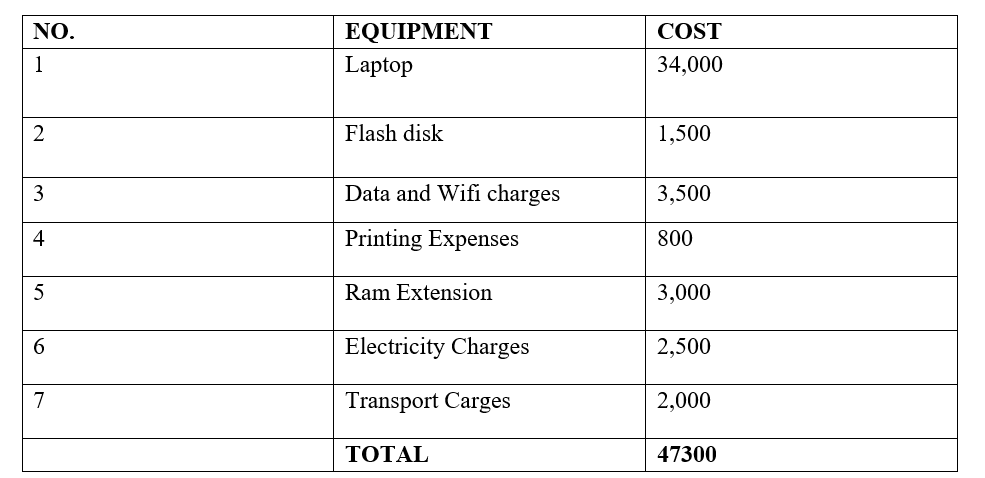 NO. EQUIPMENT COST
1 Laptop 34,000
2 Flash disk 1,500
3 Data and Wifi charges 3,500
4 Printing Expenses 800
5 Ram Extension 3,000
6 Electricity Charges 2,500
7 Transport Carges 2,000
TOTAL 47300